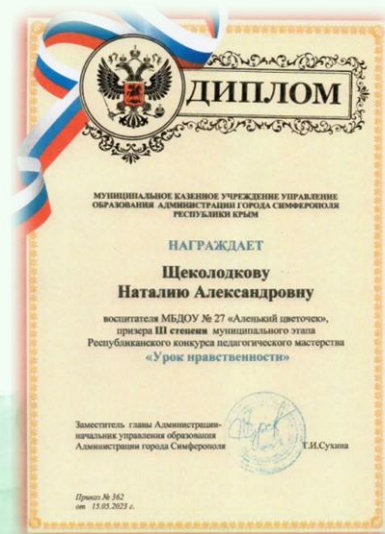 ДИПЛОМ
МУНИЦИПАЛЬНОЕ КАЗЕННОЕ УЧРЕЖДЕНИЕ УПРАВЛЕНИЕ
ОБРАЗОВАНИЯ АДМИНИСТРАЦИИ ГОРОДА СИМФЕРОПОЛЯ
РЕСПУБЛИКИ КРЫМ
НАГРАЖДАЕТ
Щеколодкову
Наталию Александровну
воспитателя МБДОУ № 27 «Аленький цветочек»,
призера III степени муниципального этапа
Республиканского конкурса педагогического мастерства
«Урок нравственности»
Заместитель главы Администрации-
начальник управления образования
Администрации города Симферополя
Г.И.Сухина
Приказ № 362
от 15.05.2023 г.